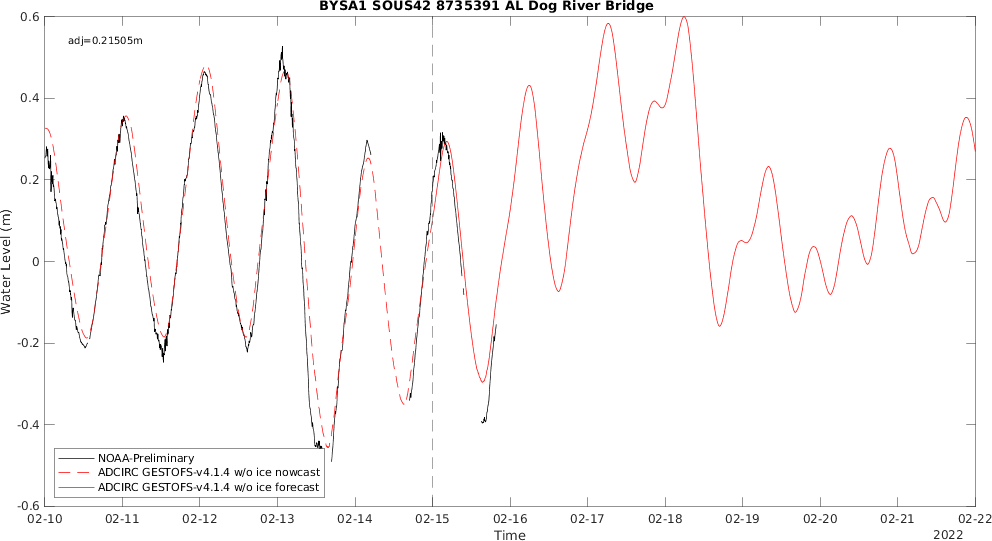 BYSA1 SOUS42 8735391 AL Dog River Bridge
adj=0.21505m
Water Level (m)
0.6
0.4
0.2
0
-0.2
-0.4
-0.6
NOAA-Preliminary
ADCIRC GESTOFS-v4.1.4 w/o ice nowcast
ADCIRC GESTOFS-v4.1.4 w/o ice forecast
02-10 02-11 02-12 02-13 02-14 02-15 02-16 02-17 02-18 02-19 02-20 02-21 02-22
Time
2022